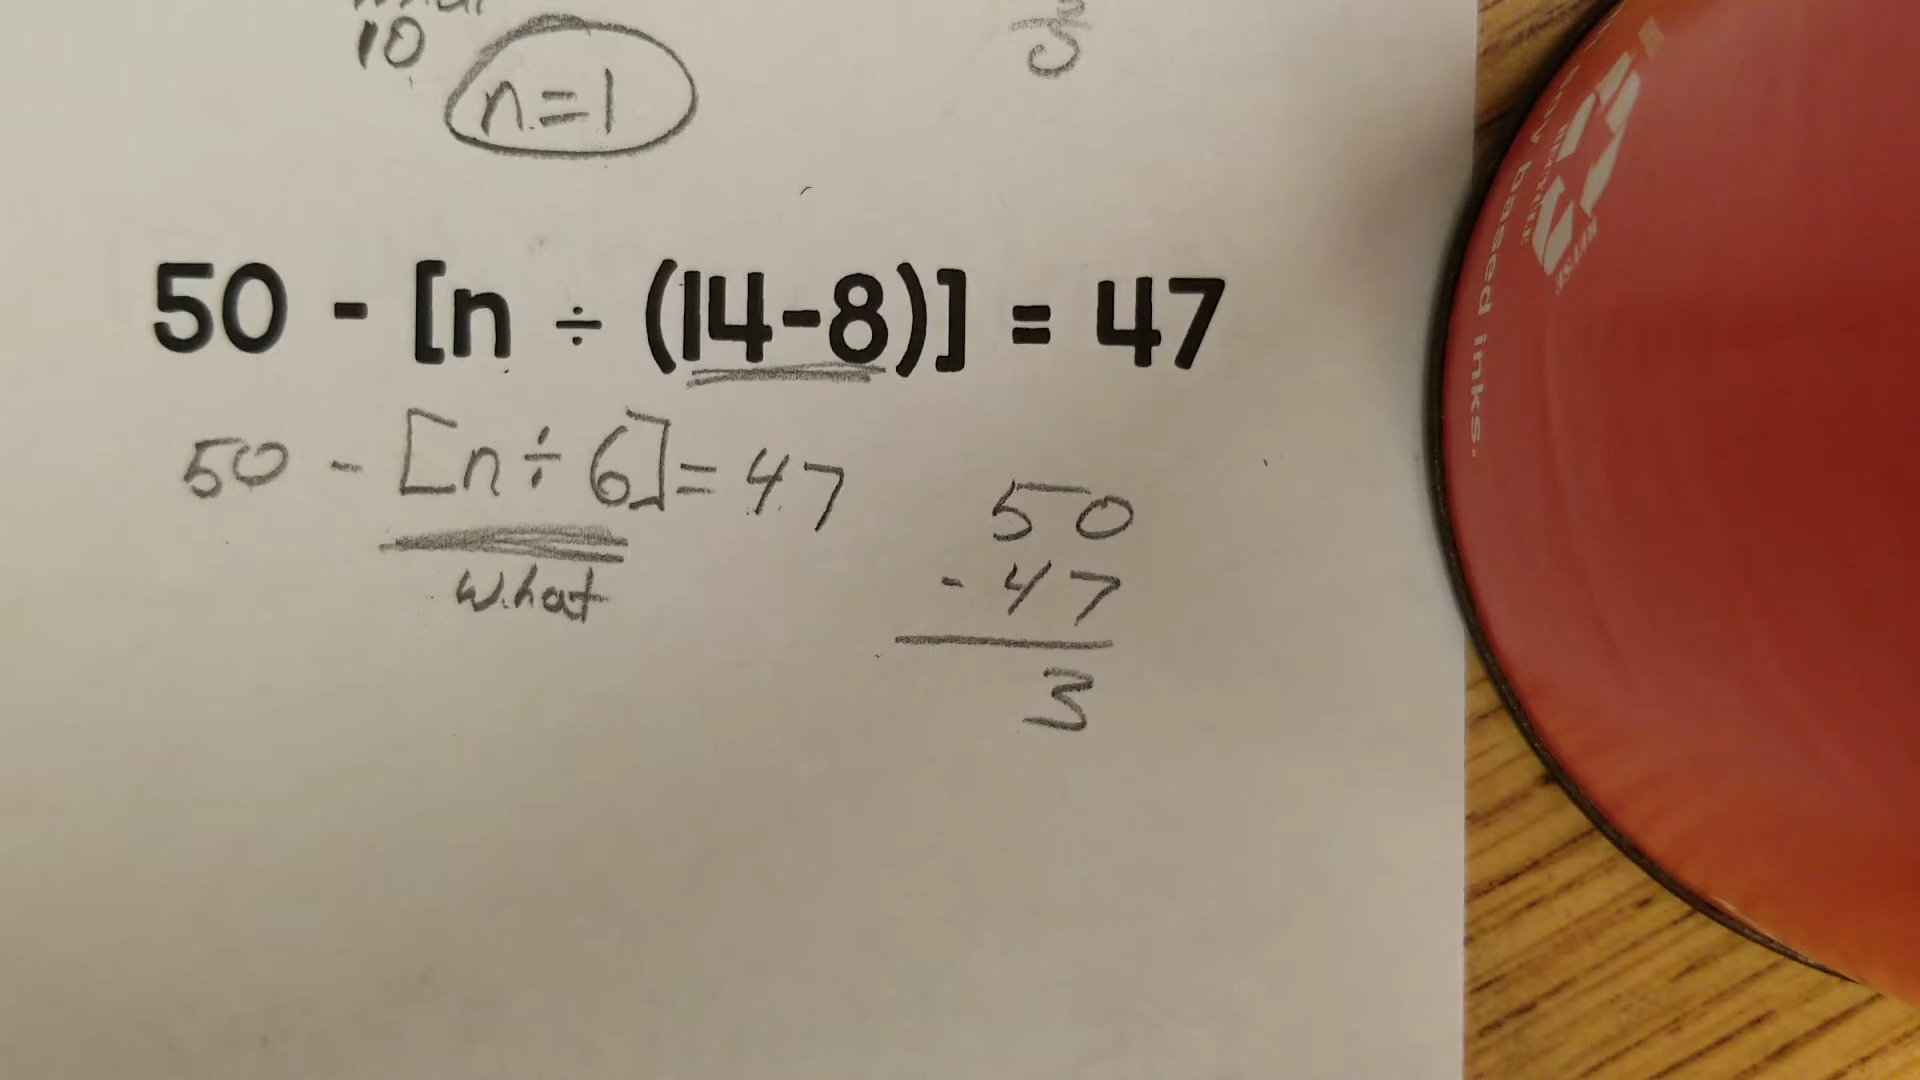 10
n=1
50 - [n ÷ (14-8)] = 47
50 - [n ÷ 6] = 47
what
50
- 47
3
based inks.